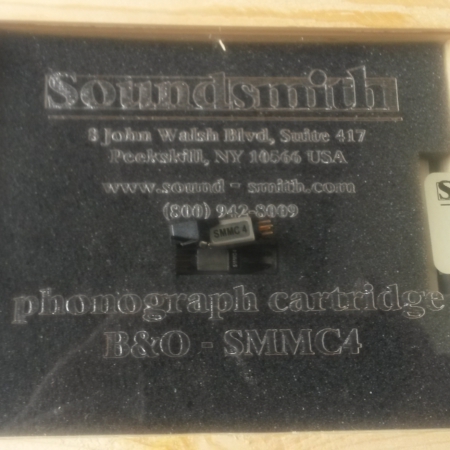 Soundsmith
8 John Walsh Blvd, Suite 417
Peekskill, NY 10566 USA
www.sound - smith.com
(800) 942-8009
SMMC4
phonograph cartridge
B&O - SMMC4